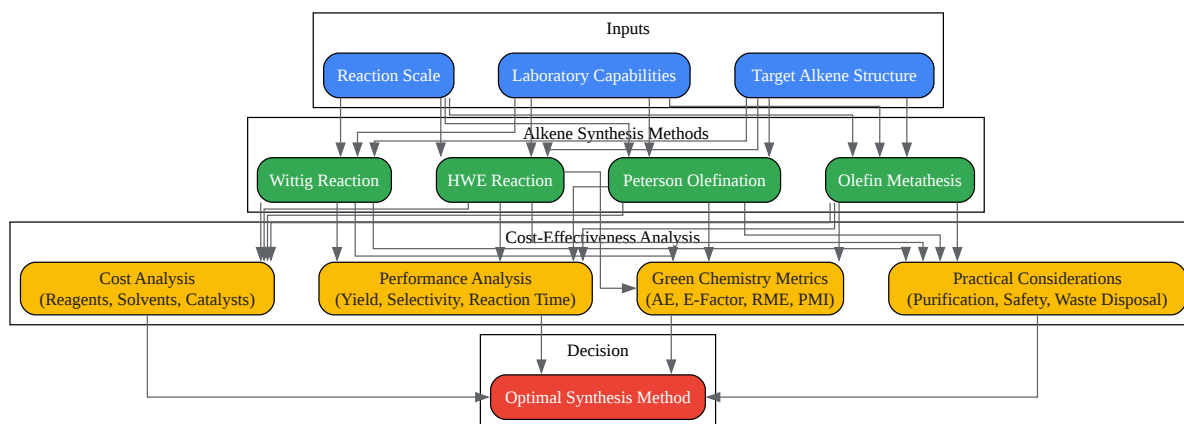 Inputs
Reaction Scale
Laboratory Capabilities
Target Alkene Structure
Alkene Synthesis Methods
Wittig Reaction
HWE Reaction
Peterson Olefination
Olefin Metathesis
Cost-Effectiveness Analysis
Cost Analysis
(Reagents, Solvents, Catalysts)
Performance Analysis
(Yield, Selectivity, Reaction Time)
Green Chemistry Metrics
(AE, E-Factor, RME, PMI)
Practical Considerations
(Purification, Safety, Waste Disposal)
Decision
Optimal Synthesis Method